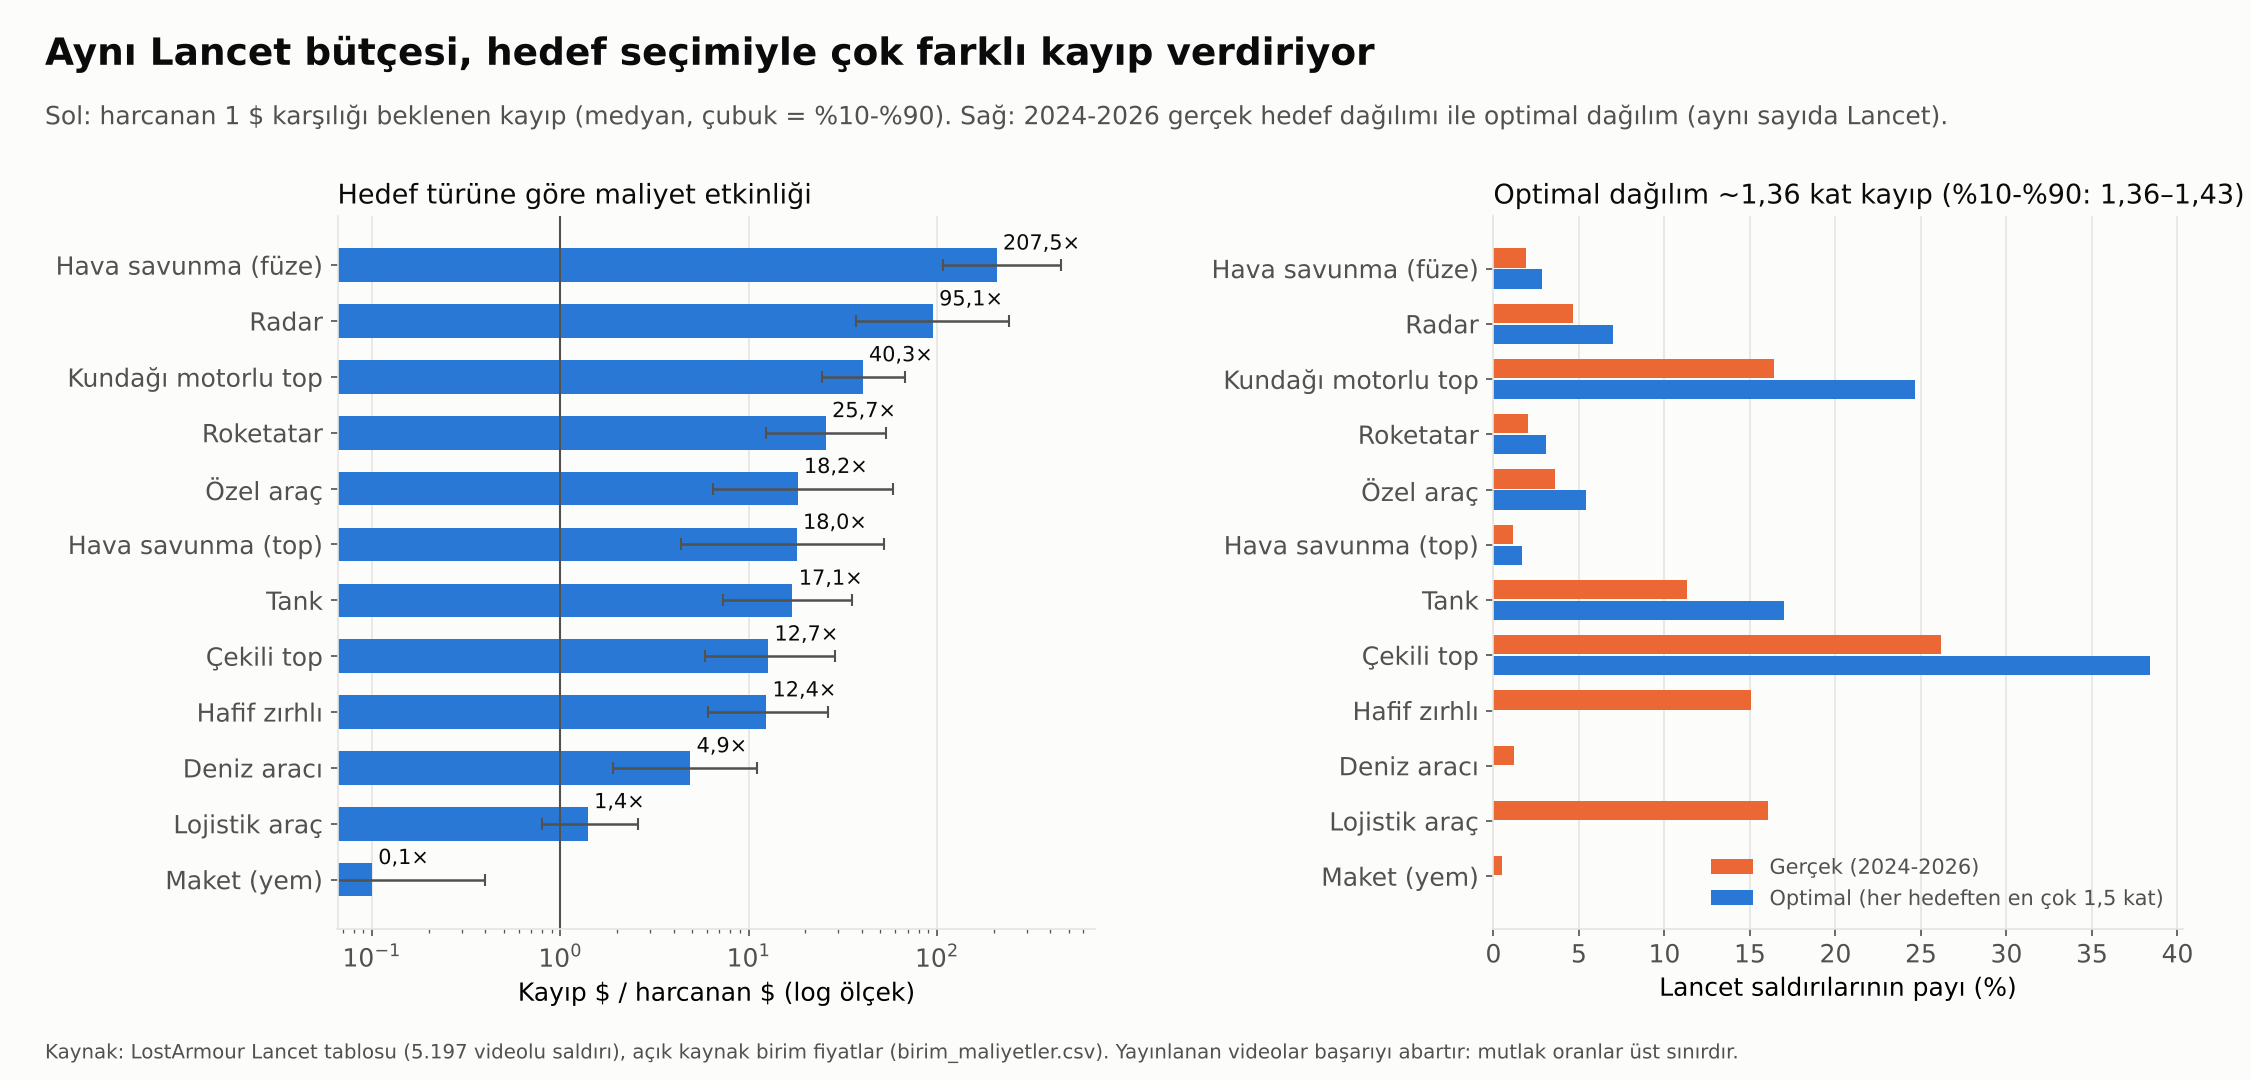 Aynı Lancet bütçesi, hedef seçimiyle çok farklı kayıp verdiriyor
Sol: harcanan 1 $ karşılığı beklenen kayıp (medyan, çubuk = %10-%90). Sağ: 2024-2026 gerçek hedef dağılımı ile optimal dağılım (aynı sayıda Lancet).
Hedef türüne göre maliyet etkinliği
Hava savunma (füze) 207,5×
Radar 95,1×
Kundağı motorlu top 40,3×
Roketatar 25,7×
Özel araç 18,2×
Hava savunma (top) 18,0×
Tank 17,1×
Çekili top 12,7×
Hafif zırhlı 12,4×
Deniz aracı 4,9×
Lojistik araç 1,4×
Maket (yem) 0,1×
10⁻¹ 10⁰ 10¹ 10²
Kayıp $ / harcanan $ (log ölçek)
Optimal dağılım ~1,36 kat kayıp (%10-%90: 1,36–1,43)
Hava savunma (füze)
Radar
Kundağı motorlu top
Roketatar
Özel araç
Hava savunma (top)
Tank
Çekili top
Hafif zırhlı
Deniz aracı
Lojistik araç
Maket (yem)
Gerçek (2024-2026)
Optimal (her hedeften en çok 1,5 kat)
0 5 10 15 20 25 30 35 40
Lancet saldırılarının payı (%)
Kaynak: LostArmour Lancet tablosu (5.197 videolu saldırı), açık kaynak birim fiyatlar (birim_maliyetler.csv). Yayınlanan videolar başarıyı abartır: mutlak oranlar üst sınırdır.